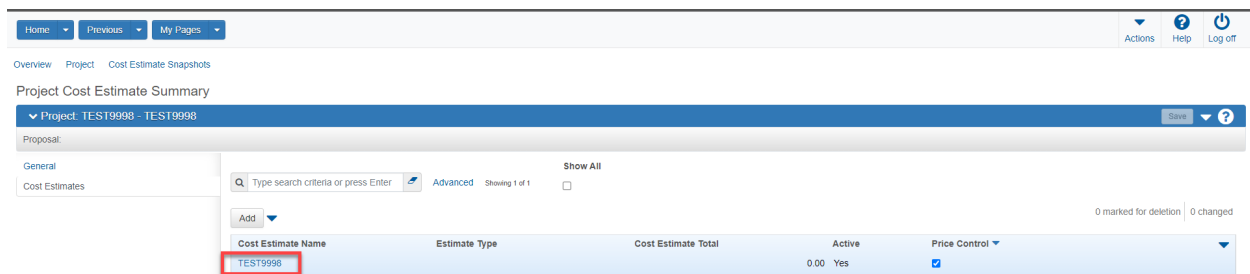 Home Previous My Pages
Actions Help Log off
Overview Project Cost Estimate Snapshots
Project Cost Estimate Summary
Project: TEST9998 - TEST9998 Save
Proposal:
General
Cost Estimates
Show All
Type search criteria or press Enter Advanced Showing 1 of 1
Add
0 marked for deletion 0 changed
Cost Estimate Name Estimate Type Cost Estimate Total Active Price Control
TEST9998 0.00 Yes